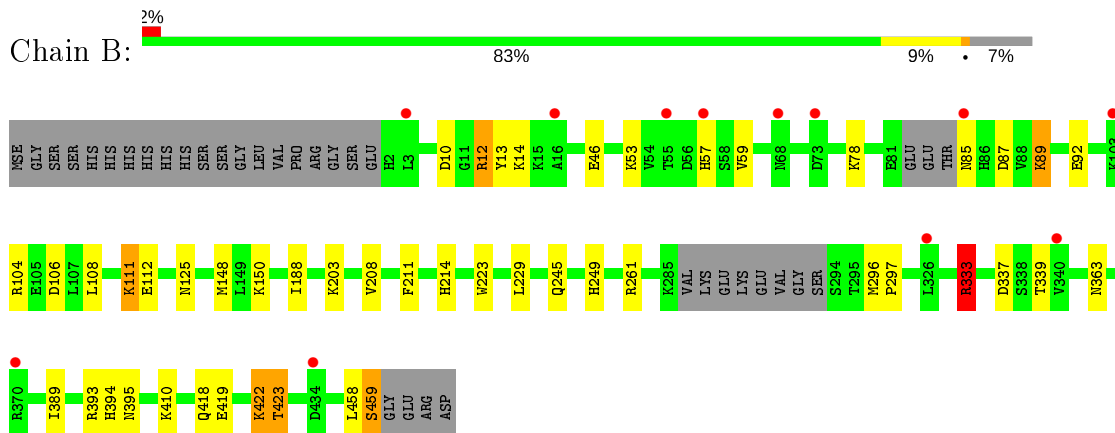 2%
Chain B:
83% 9% • 7%
MSE GLY SER SER HIS HIS HIS HIS HIS HIS SER SER GLY LEU VAL PRO ARG GLY SER GLU H2 L3 D10 G11 R12 Y13 K14 K15 A16 E46 K53 V54 T55 D56 H57 S58 V59 N68 D73 K78 E81 GLU GLU THR N85 H86 D87 V88 K89 E92 K103
R104 E105 D106 L107 L108 K111 E112 N125 M148 L149 K150 I188 K203 V208 F211 H214 W223 L229 Q245 H249 R261 K285 VAL LYS GLU LYS GLU VAL GLY SER S294 T295 M296 P297 L326 R333 D337 S338 T339 V340 N363
R370 I389 R393 H394 N395 K410 Q418 E419 K422 T423 D434 L458 S459 GLY GLU ARG ASP